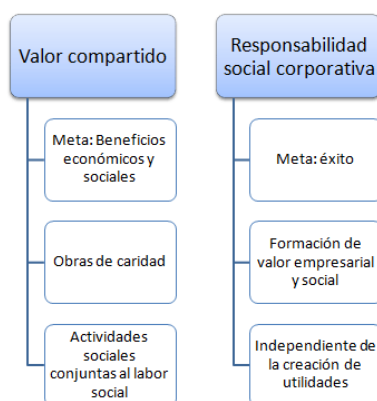 Valor compartido
Meta: Beneficios
económicos y
sociales
Obras de caridad
Actividades
sociales
conjuntas al labor
social
Responsabilidad
social corporativa
Meta: éxito
Formación de
valor empresarial
y social
Independiente de
la creación de
utilidades